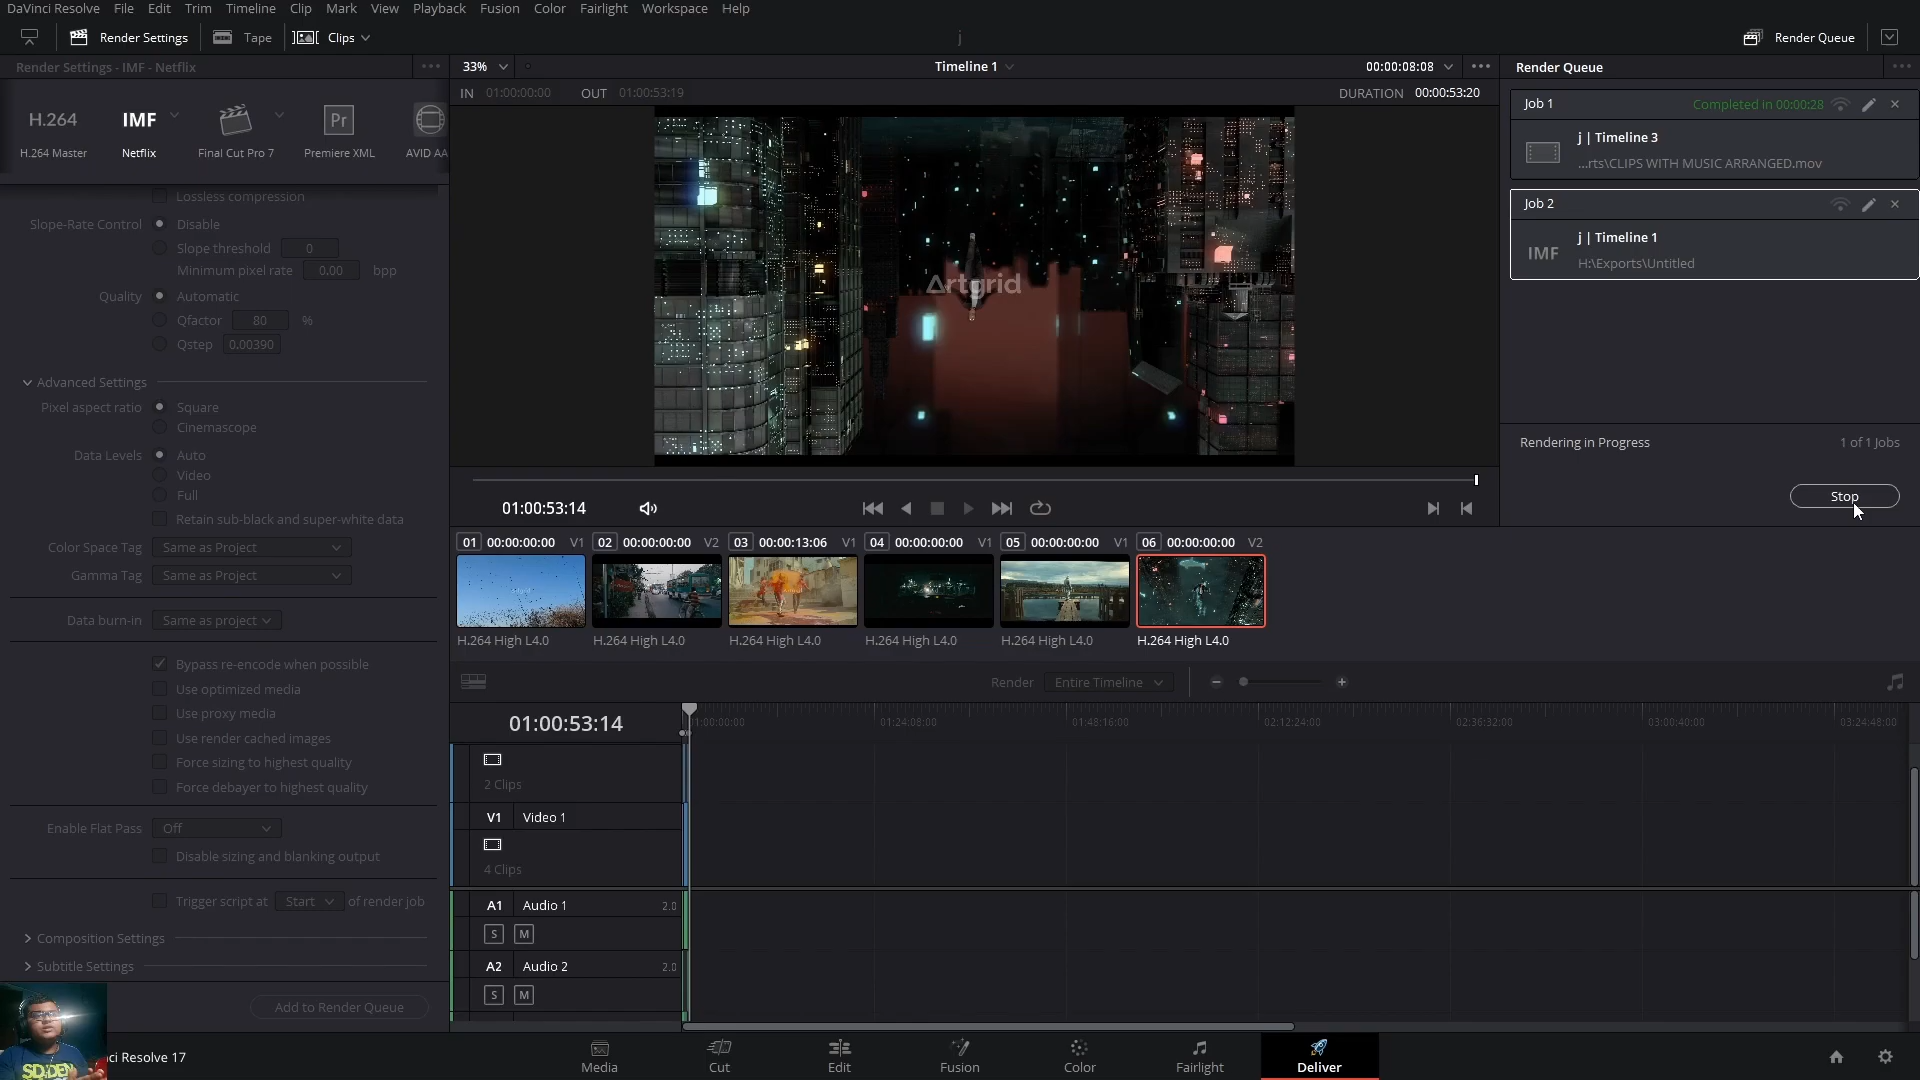 DaVinci Resolve File Edit Trim Timeline Clip Mark View Playback Fusion Color Fairlight Workspace Help
Render Settings Tape Clips
j
Render Queue
Render Settings - IMF - Netflix
33%
Timeline 1
00:00:08:08
Render Queue
IN 01:00:00:00 OUT 01:00:53:19
DURATION 00:00:53:20
H.264
IMF
Pr
H.264 Master
Netflix
Final Cut Pro 7
Premiere XML
AVID AA
Job 1
Completed in 00:00:28
j | Timeline 3
...rts\CLIPS WITH MUSIC ARRANGED.mov
Job 2
IMF
j | Timeline 1
H:\Exports\Untitled
Rendering in Progress
1 of 1 Jobs
Stop
Artgrid
Lossless compression
Slope-Rate Control Disable
Slope threshold 0
Minimum pixel rate 0.00 bpp
Quality Automatic
Qfactor 80 %
Qstep 0.00390
Advanced Settings
Pixel aspect ratio Square
Cinemascope
Data Levels Auto
Video
Full
Retain sub-black and super-white data
Color Space Tag Same as Project
Gamma Tag Same as Project
Data burn-in Same as project
Bypass re-encode when possible
Use optimized media
Use proxy media
Use render cached images
Force sizing to highest quality
Force debayer to highest quality
Enable Flat Pass Off
Disable sizing and blanking output
Trigger script at Start of render job
Composition Settings
Subtitle Settings
Add to Render Queue
01:00:53:14
01 00:00:00:00 V1 02 00:00:00:00 V2 03 00:00:13:06 V1 04 00:00:00:00 V1 05 00:00:00:00 V1 06 00:00:00:00 V2
H.264 High L4.0 H.264 High L4.0 H.264 High L4.0 H.264 High L4.0 H.264 High L4.0 H.264 High L4.0
Render Entire Timeline
01:00:53:14
01:00:00:00 01:24:08:00 01:48:16:00 02:12:24:00 02:36:32:00 03:00:40:00 03:24:48:00
2 Clips
V1 Video 1
4 Clips
A1 Audio 1 2.0
S M
A2 Audio 2 2.0
S M
ci Resolve 17
Media Cut Edit Fusion Color Fairlight Deliver